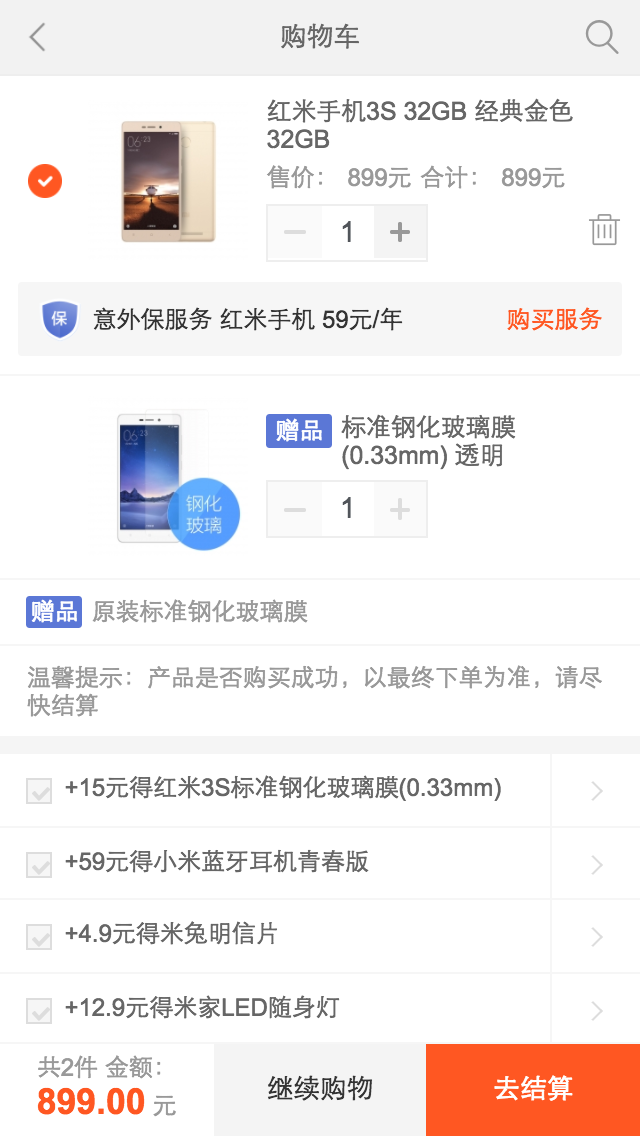 购物车
红米手机3S 32GB 经典金色
32GB
售价： 899元 合计： 899元
1
保
意外保服务 红米手机 59元/年
购买服务
赠品 标准钢化玻璃膜
(0.33mm) 透明
钢化
玻璃
1
赠品 原装标准钢化玻璃膜
温馨提示：产品是否购买成功，以最终下单为准，请尽
快结算
+15元得红米3S标准钢化玻璃膜(0.33mm)
+59元得小米蓝牙耳机青春版
+4.9元得米兔明信片
+12.9元得米家LED随身灯
共2件 金额：
899.00 元
继续购物
去结算